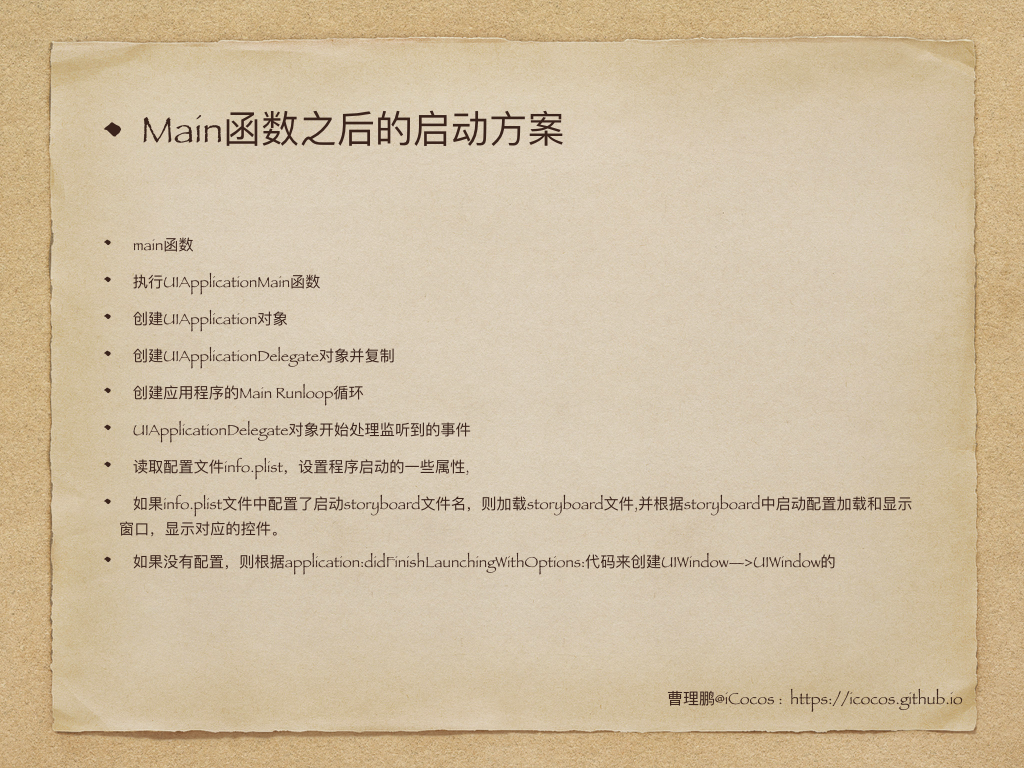 Main函数之后的启动方案
main函数
执行UIApplicationMain函数
创建UIApplication对象
创建UIApplicationDelegate对象并复制
创建应用程序的Main Runloop循环
UIApplicationDelegate对象开始处理监听到的事件
读取配置文件info.plist，设置程序启动的一些属性,
如果info.plist文件中配置了启动storyboard文件名，则加载storyboard文件,并根据storyboard中启动配置加载和显示
窗口，显示对应的控件。
如果没有配置，则根据application:didFinishLaunchingWithOptions:代码来创建UIWindow—>UIWindow的
曹理鹏@iCocos : https://icocos.github.io